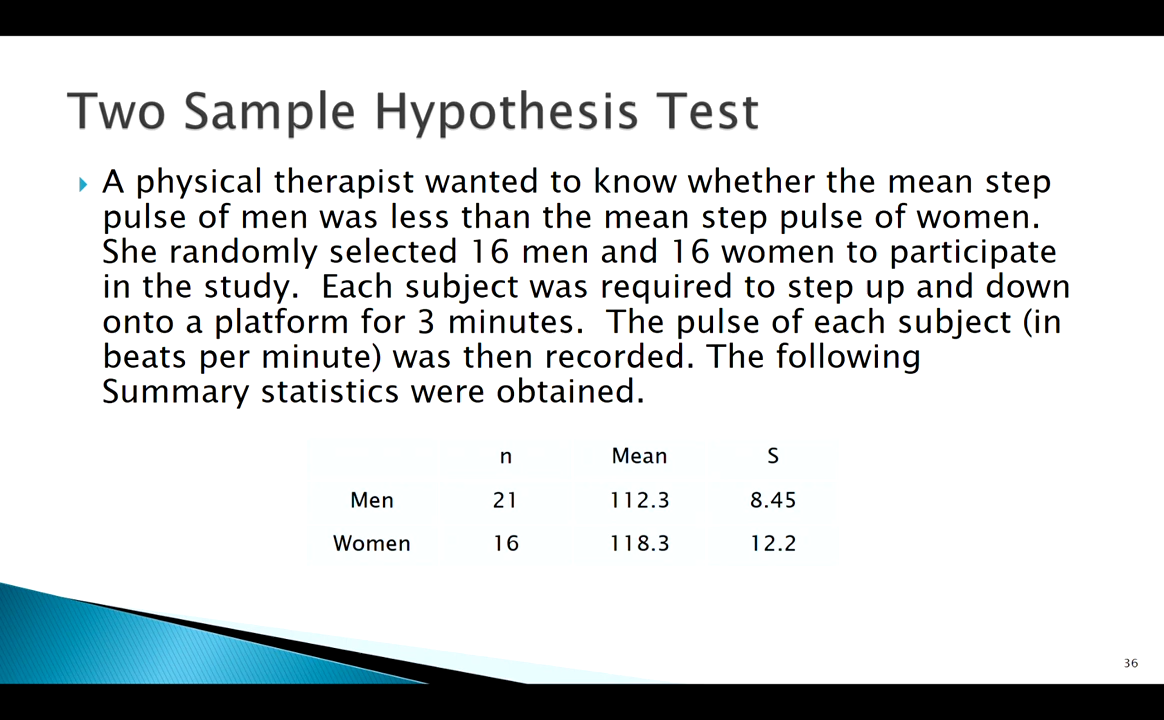 Two Sample Hypothesis Test
A physical therapist wanted to know whether the mean step
pulse of men was less than the mean step pulse of women.
She randomly selected 16 men and 16 women to participate
in the study.  Each subject was required to step up and down
onto a platform for 3 minutes.  The pulse of each subject (in
beats per minute) was then recorded. The following
Summary statistics were obtained.
n Mean S
Men 21 112.3 8.45
Women 16 118.3 12.2
36